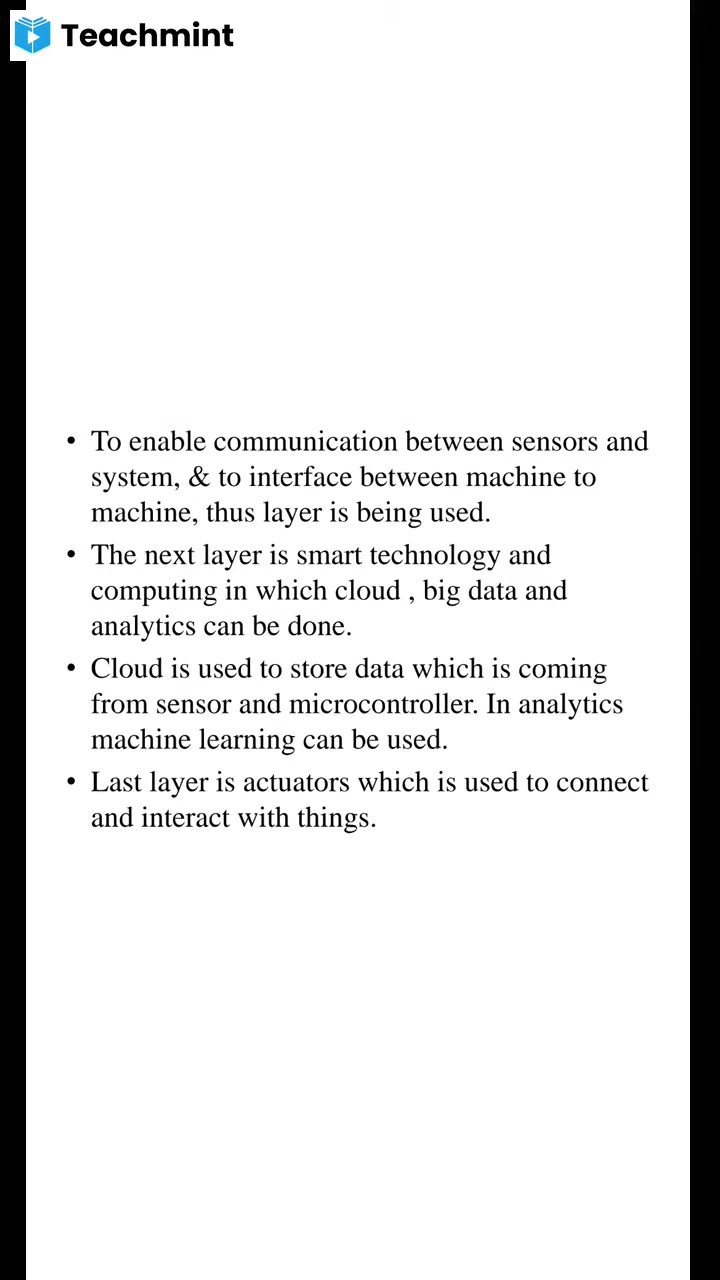 Teachmint
• To enable communication between sensors and
system, & to interface between machine to
machine, thus layer is being used.
• The next layer is smart technology and
computing in which cloud , big data and
analytics can be done.
• Cloud is used to store data which is coming
from sensor and microcontroller. In analytics
machine learning can be used.
• Last layer is actuators which is used to connect
and interact with things.